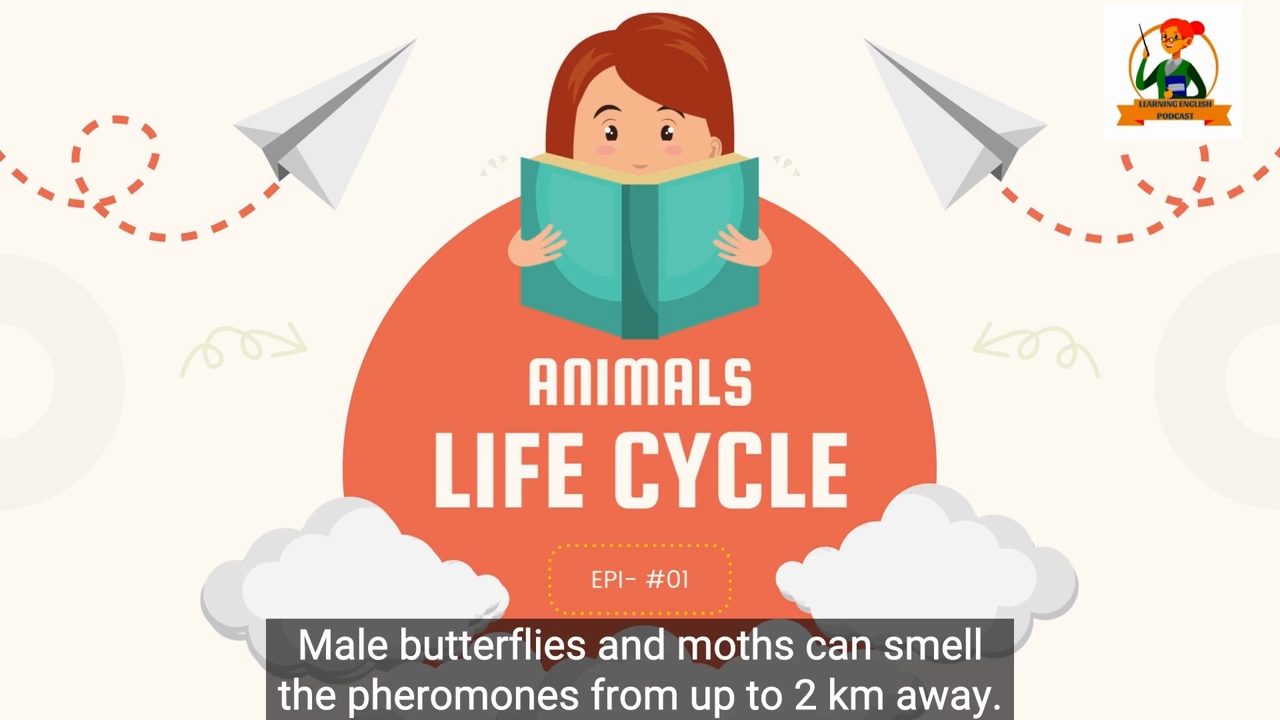 LEARNING ENGLISH
PODCAST
ANIMALS
LIFE CYCLE
EPI- #01
Male butterflies and moths can smell
the pheromones from up to 2 km away.